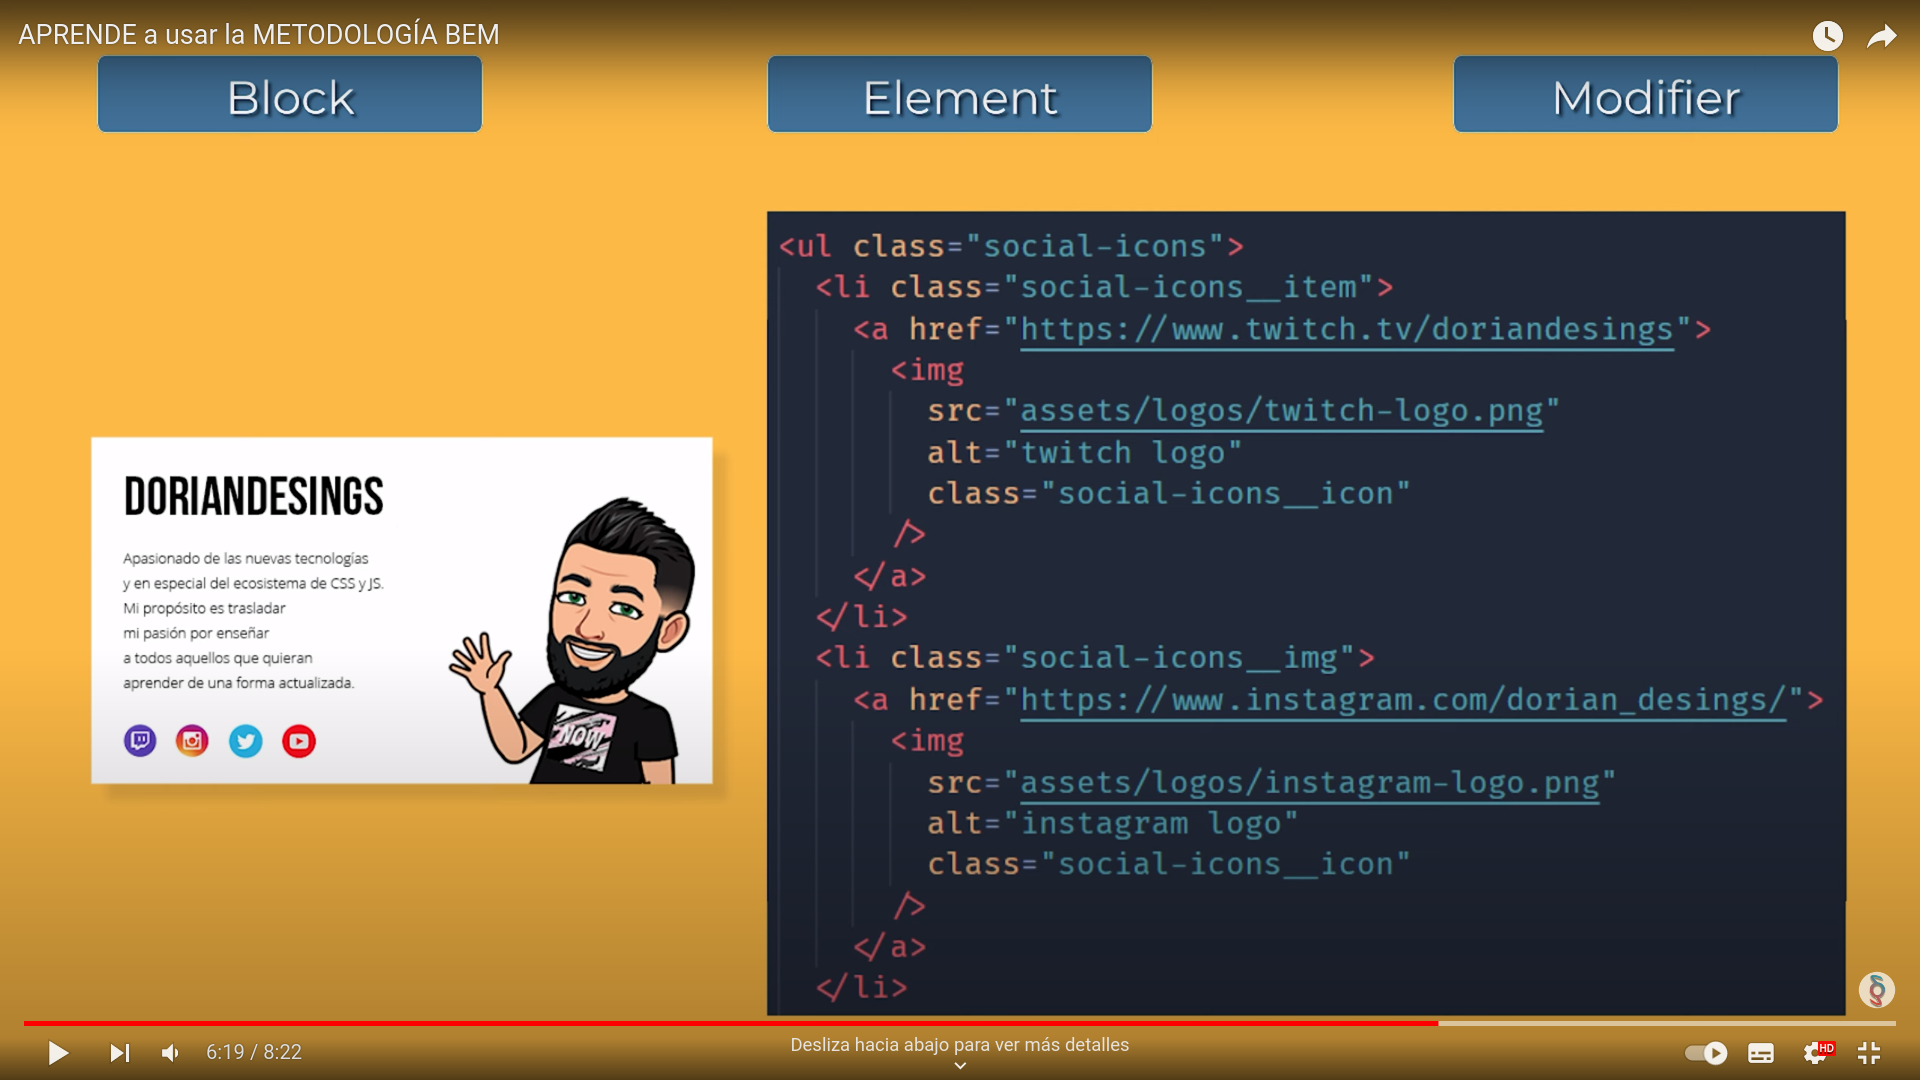 APRENDE a usar la METODOLOGÍA BEM
Block
Element
Modifier
DORIANDESINGS
Apasionado de las nuevas tecnologías
y en especial del ecosistema de CSS y JS.
Mi propósito es trasladar
mi pasión por enseñar
a todos aquellos que quieran
aprender de una forma actualizada.
NOW
<ul class="social-icons">
<li class="social-icons__item">
<a href="https://www.twitch.tv/doriandesings">
<img
src="assets/logos/twitch-logo.png"
alt="twitch logo"
class="social-icons__icon"
/>
</a>
</li>
<li class="social-icons__img">
<a href="https://www.instagram.com/dorian_desings/">
<img
src="assets/logos/instagram-logo.png"
alt="instagram logo"
class="social-icons__icon"
/>
</a>
</li>
6:19 / 8:22
Desliza hacia abajo para ver más detalles
HD